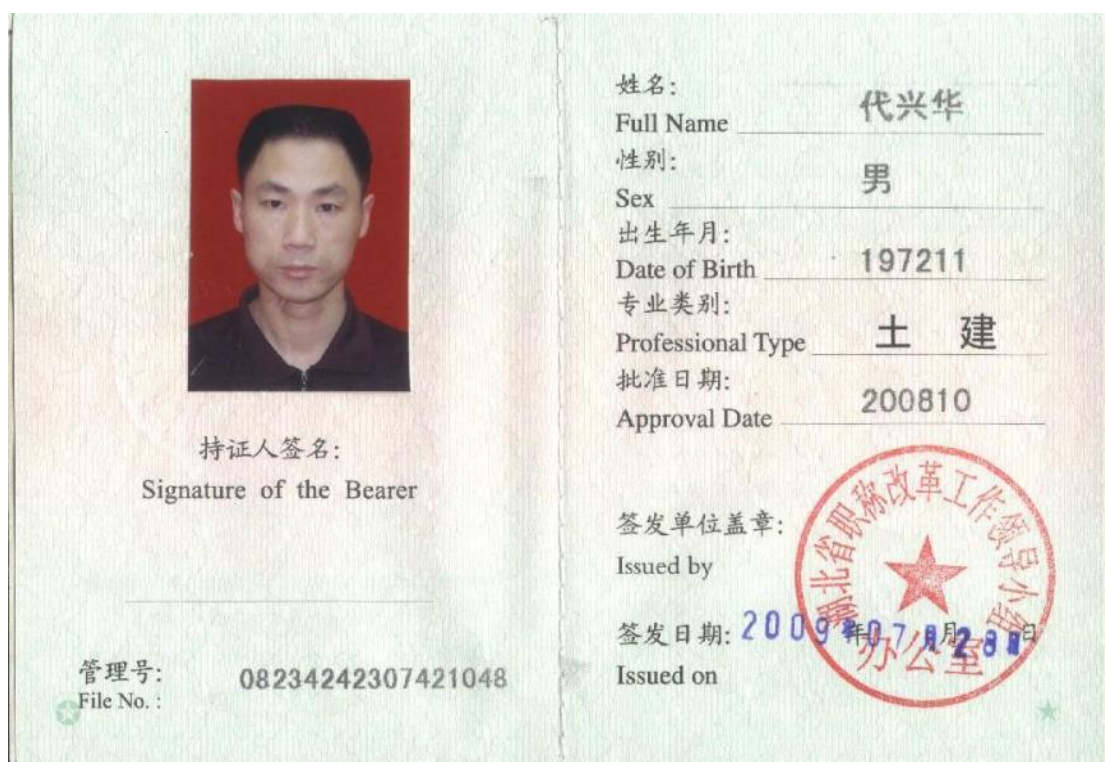 持证人签名:
Signature of the Bearer
管理号:
File No. :
08234242307421048
姓名:
Full Name 代兴华
性别:
Sex 男
出生年月:
Date of Birth 197211
专业类别:
Professional Type 土 建
批准日期:
Approval Date 200810
签发单位盖章:
Issued by
湖北省职称改革工作领导小组
办公室
签发日期: 2009年07月28日
Issued on